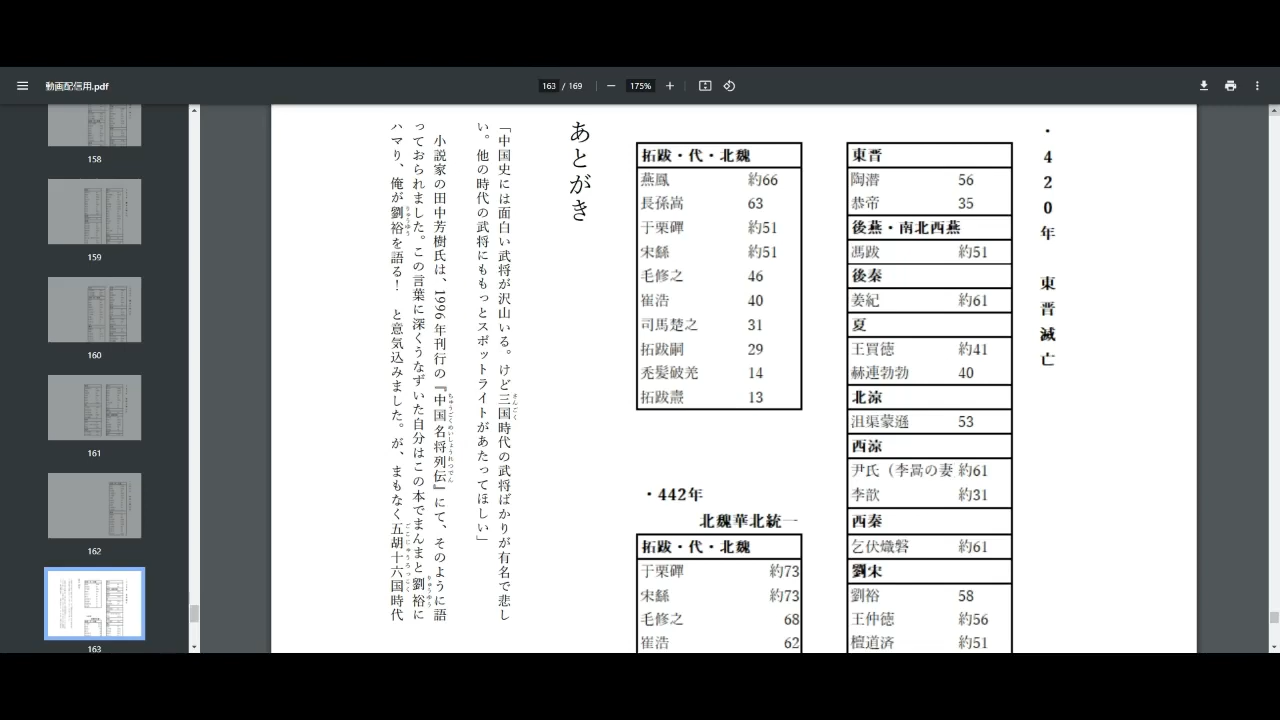 動画配信用.pdf
163 / 169
175%
158
159
160
161
162
163
・420年 東晋滅亡
東晋
陶潜 56
恭帝 35
後燕・南北西燕
馮跋 約51
後秦
姜紀 約61
夏
王買徳 約41
赫連勃勃 40
北涼
沮渠蒙遜 53
西涼
尹氏（李暠の妻 約61
李歆 約31
西秦
乞伏熾磐 約61
劉宋
劉裕 58
王仲徳 約56
檀道済 約51
拓跋・代・北魏
燕鳳 約66
長孫嵩 63
于栗磾 約51
宋繇 約51
毛修之 46
崔浩 40
司馬楚之 31
拓跋嗣 29
禿髪破羌 14
拓跋燾 13
・442年
北魏華北統一
拓跋・代・北魏
于栗磾 約73
宋繇 約73
毛修之 68
崔浩 62
あとがき
「中国史には面白い武将が沢山いる。けど三国時代の武将ばかりが有名で悲し
い。他の時代の武将にももっとスポットライトがあたってほしい」
小説家の田中芳樹氏は、1996年刊行の『中国名将列伝』にて、そのように語
っておられました。この言葉に深くうなずいた自分はこの本でまんまと劉裕に
ハマり、俺が劉裕を語る！ と意気込みました。が、まもなく五胡十六国時代